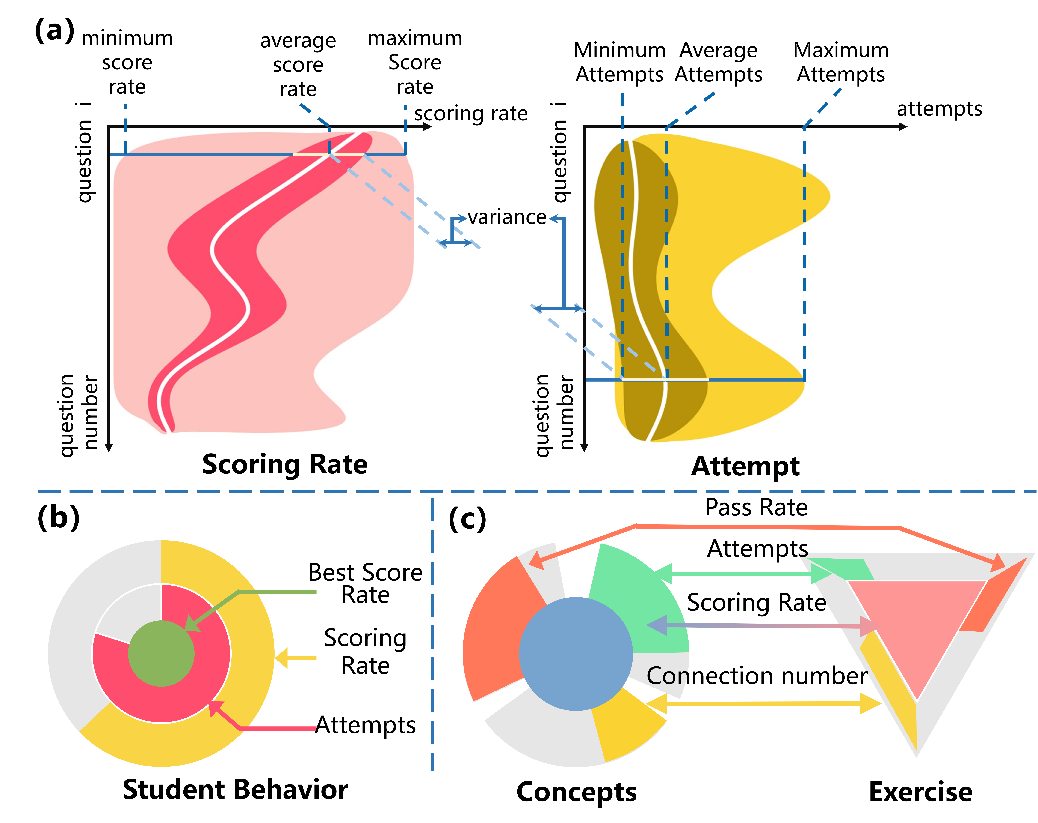 (a)
minimum
score
rate
average
score
rate
maximum
Score
rate
scoring rate
question i
question
number
Scoring Rate
variance
Minimum
Attempts
Average
Attempts
Maximum
Attempts
attempts
question i
question
number
Attempt
(b)
Best Score
Rate
Scoring
Rate
Attempts
Student Behavior
(c)
Pass Rate
Attempts
Scoring Rate
Connection number
Concepts
Exercise